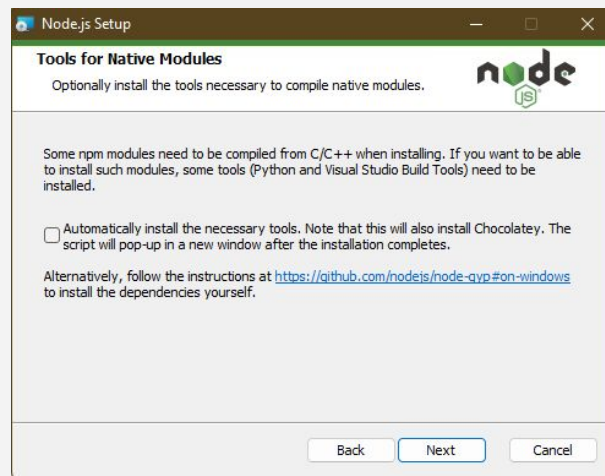 Node.js Setup
Tools for Native Modules
Optionally install the tools necessary to compile native modules.
node
JS
Some npm modules need to be compiled from C/C++ when installing. If you want to be able
to install such modules, some tools (Python and Visual Studio Build Tools) need to be
installed.
Automatically install the necessary tools. Note that this will also install Chocolatey. The
script will pop-up in a new window after the installation completes.
Alternatively, follow the instructions at https://github.com/nodejs/node-gyp#on-windows
to install the dependencies yourself.
Back Next Cancel